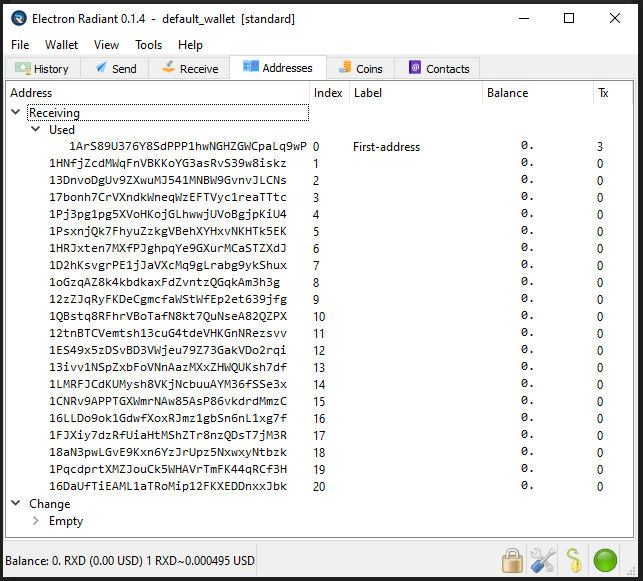 Electron Radiant 0.1.4 - default_wallet [standard]
File Wallet View Tools Help
History Send Receive Addresses Coins Contacts
Address Index Label Balance Tx
Receiving
Used
1ArS89U376Y8SdPPP1hwNGHZGWCpaLq9wP 0 First-address 0. 3
1HNfjZcdMWqFnVBKKoYG3asRvS39w8iskz 1 0. 0
13DnvoDgUv9ZXwuMJ541MNBW9GvnvJLCNs 2 0. 0
17bonh7CrVXndkWneqWzEFTVyc1reaTTtc 3 0. 0
1Pj3pg1pg5XVoHKojGLhwwjUVoBgjpKiU4 4 0. 0
1PsxnjQk7FhyuZzkgVBehXYHxvNKHTk5EK 5 0. 0
1HRJxten7MXfPJghpqYe9GXurMCaSTZXdJ 6 0. 0
1D2hKsvgrPE1jJaVXcMq9gLrabg9ykShux 7 0. 0
1oGzqAZ8k4kbdkaxFdZvntzQGqkAm3h3g 8 0. 0
12zZJqRyFKDeCgmcfaWStWfEp2et639jfg 9 0. 0
1QBstq8RFhrVBoTafN8kt7QuNseA82QZPX 10 0. 0
12tnBTCVemtsh13cuG4tdeVHKGnNRezsvv 11 0. 0
1ES49x5zDSvBD3VWjeu79Z73GakVDo2rqi 12 0. 0
13ivv1NSpZxbFoVNnAazMXxZHWQUKsh7df 13 0. 0
1LMRFJCdKUMysh8VKjNcbuuAYM36fSSe3x 14 0. 0
1CNRv9APPTGXWmrNAw85AsP86vkdrdMmzC 15 0. 0
16LLDo9ok1GdwfXoxRJmz1gbSn6nL1xg7f 16 0. 0
1FJXiy7dzRfUiaHtMShZTr8nzQDsT7jM3R 17 0. 0
18aN3pwLGvE9Kxn6YzJrUpz5NxwxyNtbzk 18 0. 0
1PqcdprtXMZJouCk5WHAVrTmFK44qRCf3H 19 0. 0
16DaUfTiEAML1aTRoMip12FKXEDDnxxJbk 20 0. 0
Change
Empty
Balance: 0. RXD (0.00 USD) 1 RXD~0.000495 USD